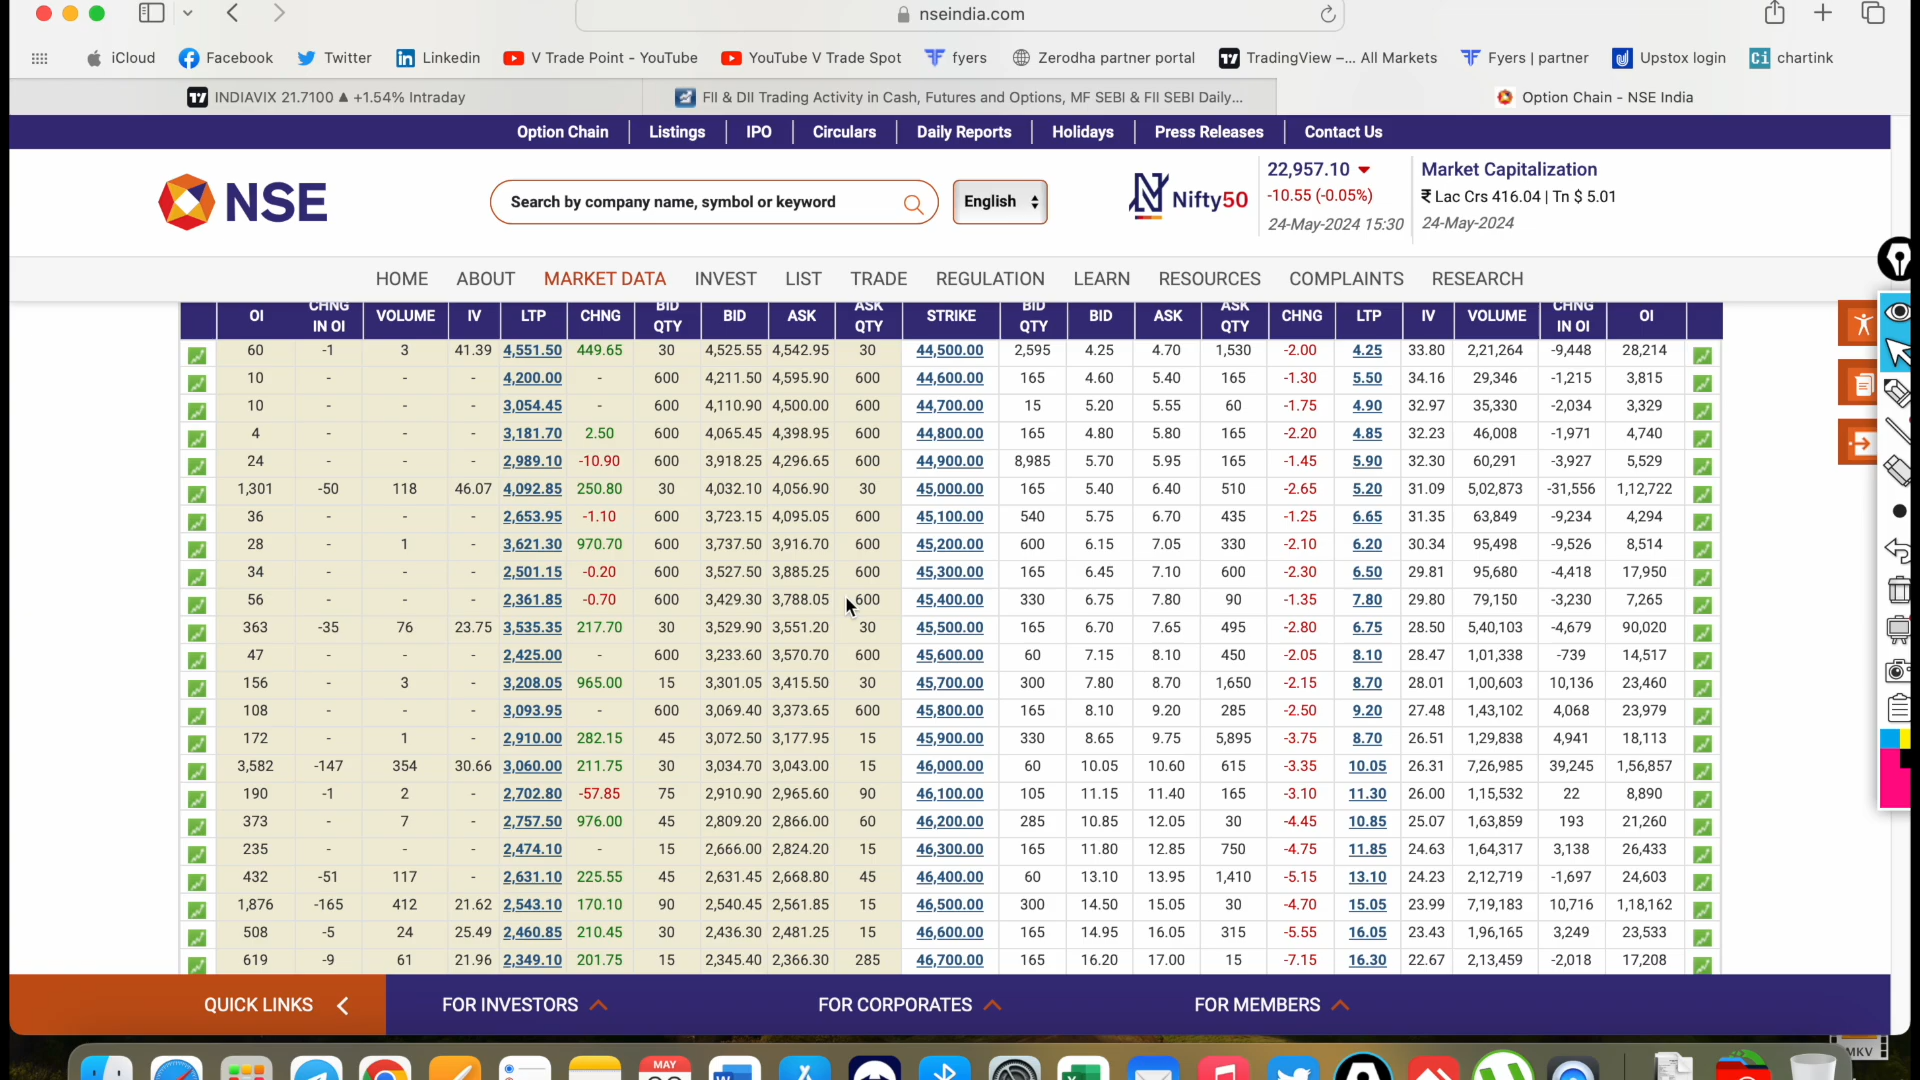 nseindia.com
iCloud Facebook Twitter Linkedin V Trade Point - YouTube YouTube V Trade Spot fyers Zerodha partner portal TradingView –... All Markets Fyers | partner Upstox login chartink
INDIAVIX 21.7100 ▲ +1.54% Intraday FII & DII Trading Activity in Cash, Futures and Options, MF SEBI & FII SEBI Daily... Option Chain - NSE India
Option Chain Listings IPO Circulars Daily Reports Holidays Press Releases Contact Us
NSE Search by company name, symbol or keyword English Nifty50
22,957.10 Market Capitalization
-10.55 (-0.05%) ₹ Lac Crs 416.04 | Tn $ 5.01
24-May-2024 15:30 24-May-2024
HOME ABOUT MARKET DATA INVEST LIST TRADE REGULATION LEARN RESOURCES COMPLAINTS RESEARCH
OI CHNG IN OI VOLUME IV LTP CHNG BID QTY BID ASK ASK QTY STRIKE BID QTY BID ASK ASK QTY CHNG LTP IV VOLUME CHNG IN OI OI
60 -1 3 41.39 4,551.50 449.65 30 4,525.55 4,542.95 30 44,500.00 2,595 4.25 4.70 1,530 -2.00 4.25 33.80 2,21,264 -9,448 28,214
10 - - - 4,200.00 - 600 4,211.50 4,595.90 600 44,600.00 165 4.60 5.40 165 -1.30 5.50 34.16 29,346 -1,215 3,815
10 - - - 3,054.45 - 600 4,110.90 4,500.00 600 44,700.00 15 5.20 5.55 60 -1.75 4.90 32.97 35,330 -2,034 3,329
4 - - - 3,181.70 2.50 600 4,065.45 4,398.95 600 44,800.00 165 4.80 5.80 165 -2.20 4.85 32.23 46,008 -1,971 4,740
24 - - - 2,989.10 -10.90 600 3,918.25 4,296.65 600 44,900.00 8,985 5.70 5.95 165 -1.45 5.90 32.30 60,291 -3,927 5,529
1,301 -50 118 46.07 4,092.85 250.80 30 4,032.10 4,056.90 30 45,000.00 165 5.40 6.40 510 -2.65 5.20 31.09 5,02,873 -31,556 1,12,722
36 - - - 2,653.95 -1.10 600 3,723.15 4,095.05 600 45,100.00 540 5.75 6.70 435 -1.25 6.65 31.35 63,849 -9,234 4,294
28 - 1 - 3,621.30 970.70 600 3,737.50 3,916.70 600 45,200.00 600 6.15 7.05 330 -2.10 6.20 30.34 95,498 -9,526 8,514
34 - - - 2,501.15 -0.20 600 3,527.50 3,885.25 600 45,300.00 165 6.45 7.10 600 -2.30 6.50 29.81 95,680 -4,418 17,950
56 - - - 2,361.85 -0.70 600 3,429.30 3,788.05 600 45,400.00 330 6.75 7.80 90 -1.35 7.80 29.80 79,150 -3,230 7,265
363 -35 76 23.75 3,535.35 217.70 30 3,529.90 3,551.20 30 45,500.00 165 6.70 7.65 495 -2.80 6.75 28.50 5,40,103 -4,679 90,020
47 - - - 2,425.00 - 600 3,233.60 3,570.70 600 45,600.00 60 7.15 8.10 450 -2.05 8.10 28.47 1,01,338 -739 14,517
156 - 3 - 3,208.05 965.00 15 3,301.05 3,415.50 30 45,700.00 300 7.80 8.70 1,650 -2.15 8.70 28.01 1,00,603 10,136 23,460
108 - - - 3,093.95 - 600 3,069.40 3,373.65 600 45,800.00 165 8.10 9.20 285 -2.50 9.20 27.48 1,43,102 4,068 23,979
172 - 1 - 2,910.00 282.15 45 3,072.50 3,177.95 15 45,900.00 330 8.65 9.75 5,895 -3.75 8.70 26.51 1,29,838 4,941 18,113
3,582 -147 354 30.66 3,060.00 211.75 30 3,034.70 3,043.00 15 46,000.00 60 10.05 10.60 615 -3.35 10.05 26.31 7,26,985 39,245 1,56,857
190 -1 2 - 2,702.80 -57.85 75 2,910.90 2,965.60 90 46,100.00 105 11.15 11.40 165 -3.10 11.30 26.00 1,15,532 22 8,890
373 - 7 - 2,757.50 976.00 45 2,809.20 2,866.00 60 46,200.00 285 10.85 12.05 30 -4.45 10.85 25.07 1,63,859 193 21,260
235 - - - 2,474.10 - 15 2,666.00 2,824.20 15 46,300.00 165 11.80 12.85 750 -4.75 11.85 24.63 1,64,317 3,138 26,433
432 -51 117 - 2,631.10 225.55 45 2,631.45 2,668.80 45 46,400.00 60 13.10 13.95 1,410 -5.15 13.10 24.23 2,12,719 -1,697 24,603
1,876 -165 412 21.62 2,543.10 170.10 90 2,540.45 2,561.85 15 46,500.00 300 14.50 15.05 30 -4.70 15.05 23.99 7,19,183 10,716 1,18,162
508 -5 24 25.49 2,460.85 210.45 30 2,436.30 2,481.25 15 46,600.00 165 14.95 16.05 315 -5.55 16.05 23.43 1,96,165 3,249 23,533
619 -9 61 21.96 2,349.10 201.75 15 2,345.40 2,366.30 285 46,700.00 165 16.20 17.00 15 -7.15 16.30 22.67 2,13,459 -2,018 17,208
QUICK LINKS FOR INVESTORS FOR CORPORATES FOR MEMBERS
MAY
MKV